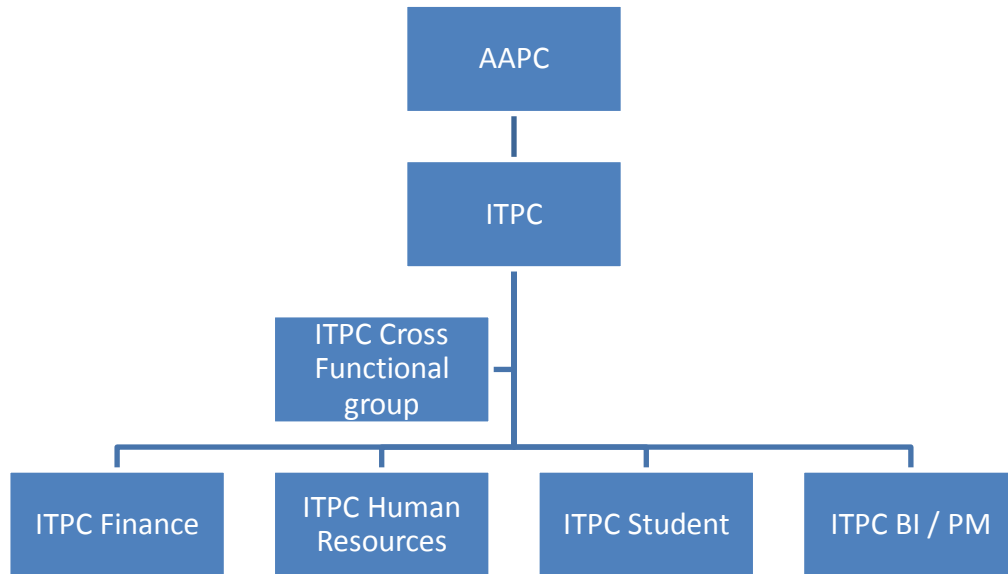 AAPC
ITPC
ITPC Cross
Functional
group
ITPC Finance
ITPC Human
Resources
ITPC Student
ITPC BI / PM